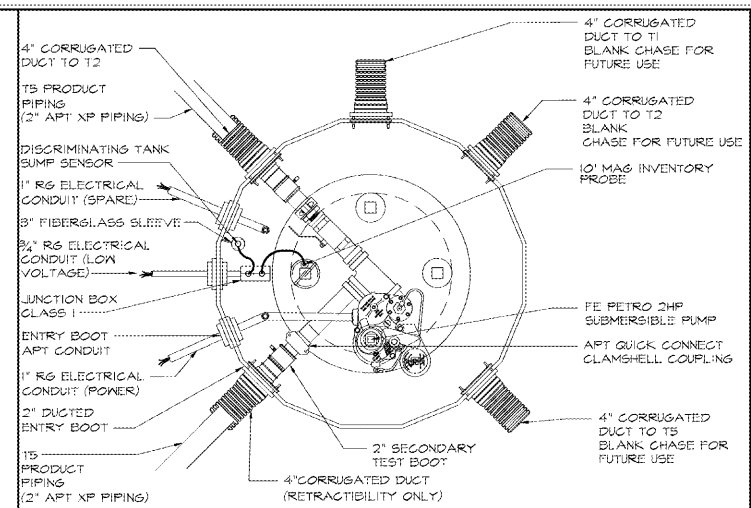 4" CORRUGATED
DUCT TO T2
T5 PRODUCT
PIPING
(2" APT XP PIPING)
DISCRIMINATING TANK
SUMP SENSOR
1" RG ELECTRICAL
CONDUIT (SPARE)
3" FIBERGLASS SLEEVE
3/4" RG ELECTRICAL
CONDUIT (LOW
VOLTAGE)
JUNCTION BOX
CLASS 1
ENTRY BOOT
APT CONDUIT
1" RG ELECTRICAL
CONDUIT (POWER)
2" DUCTED
ENTRY BOOT
T5
PRODUCT
PIPING
(2" APT XP PIPING)
4" CORRUGATED
DUCT TO T1
BLANK CHASE FOR
FUTURE USE
4" CORRUGATED
DUCT TO T2
BLANK
CHASE FOR FUTURE USE
10' MAG INVENTORY
PROBE
FE PETRO 2HP
SUBMERSIBLE PUMP
APT QUICK CONNECT
CLAMSHELL COUPLING
4" CORRUGATED
DUCT TO T5
BLANK CHASE FOR
FUTURE USE
2" SECONDARY
TEST BOOT
4"CORRUGATED DUCT
(RETRACTIBILITY ONLY)